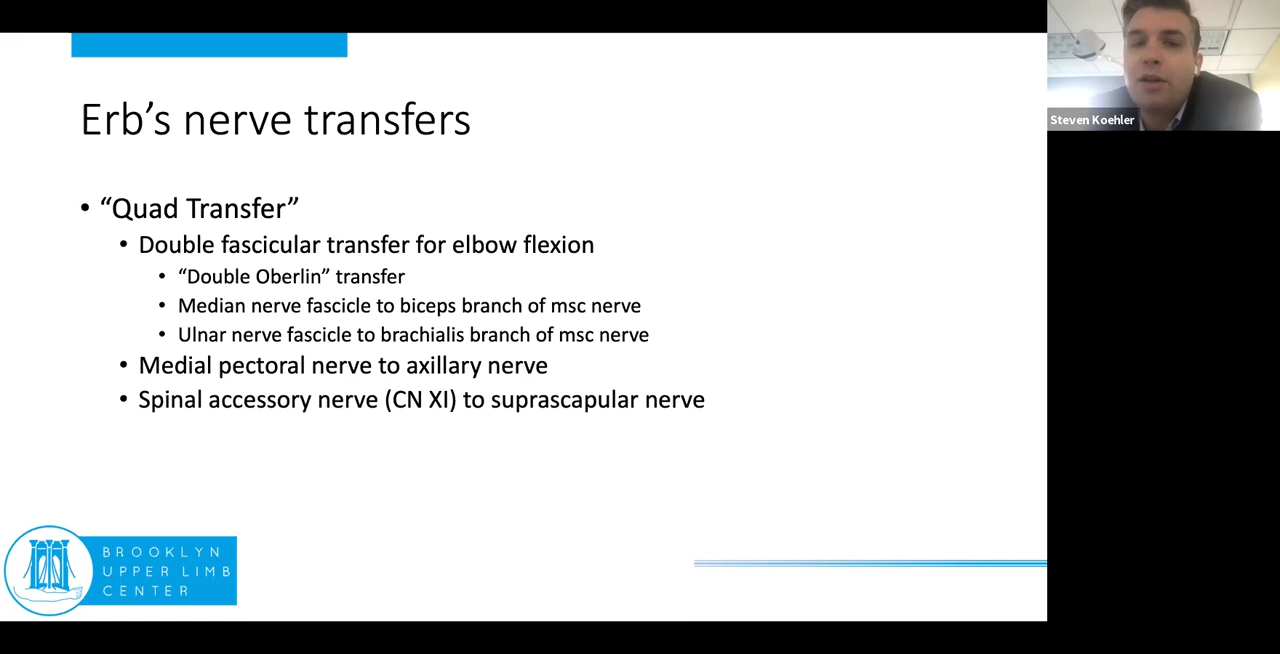 Erb’s nerve transfers
• “Quad Transfer”
• Double fascicular transfer for elbow flexion
• “Double Oberlin” transfer
• Median nerve fascicle to biceps branch of msc nerve
• Ulnar nerve fascicle to brachialis branch of msc nerve
• Medial pectoral nerve to axillary nerve
• Spinal accessory nerve (CN XI) to suprascapular nerve
BROOKLYN
UPPER LIMB
CENTER
Steven Koehler